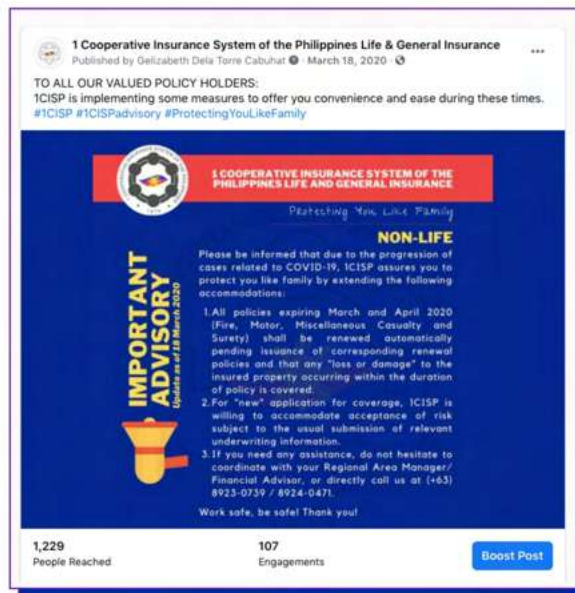 1 Cooperative Insurance System of the Philippines Life & General Insurance
Published by Gelizabeth Dela Torre Cabuhat · March 18, 2020 ·
TO ALL OUR VALUED POLICY HOLDERS:
1CISP is implementing some measures to offer you convenience and ease during these times.
#1CISP #1CISPadvisory #ProtectingYouLikeFamily
1 COOPERATIVE INSURANCE SYSTEM OF THE
PHILIPPINES LIFE AND GENERAL INSURANCE
Protecting You Like Family
NON-LIFE
IMPORTANT
ADVISORY
Update as of 18 March 2020
Please be informed that due to the progression of
cases related to COVID-19, 1CISP assures you to
protect you like family by extending the following
accommodations:
1.All policies expiring March and April 2020
(Fire, Motor, Miscellaneous Casualty and
Surety) shall be renewed automatically
pending issuance of corresponding renewal
policies and that any "loss or damage" to the
insured property occurring within the duration
of policy is covered.
2.For "new" application for coverage, 1CISP is
willing to accommodate acceptance of risk
subject to the usual submission of relevant
underwriting information.
3.If you need any assistance, do not hesitate to
coordinate with your Regional Area Manager/
Financial Advisor, or directly call us at (+63)
8923-0739 / 8924-0471.
Work safe, be safe! Thank you!
1,229
People Reached
107
Engagements
Boost Post